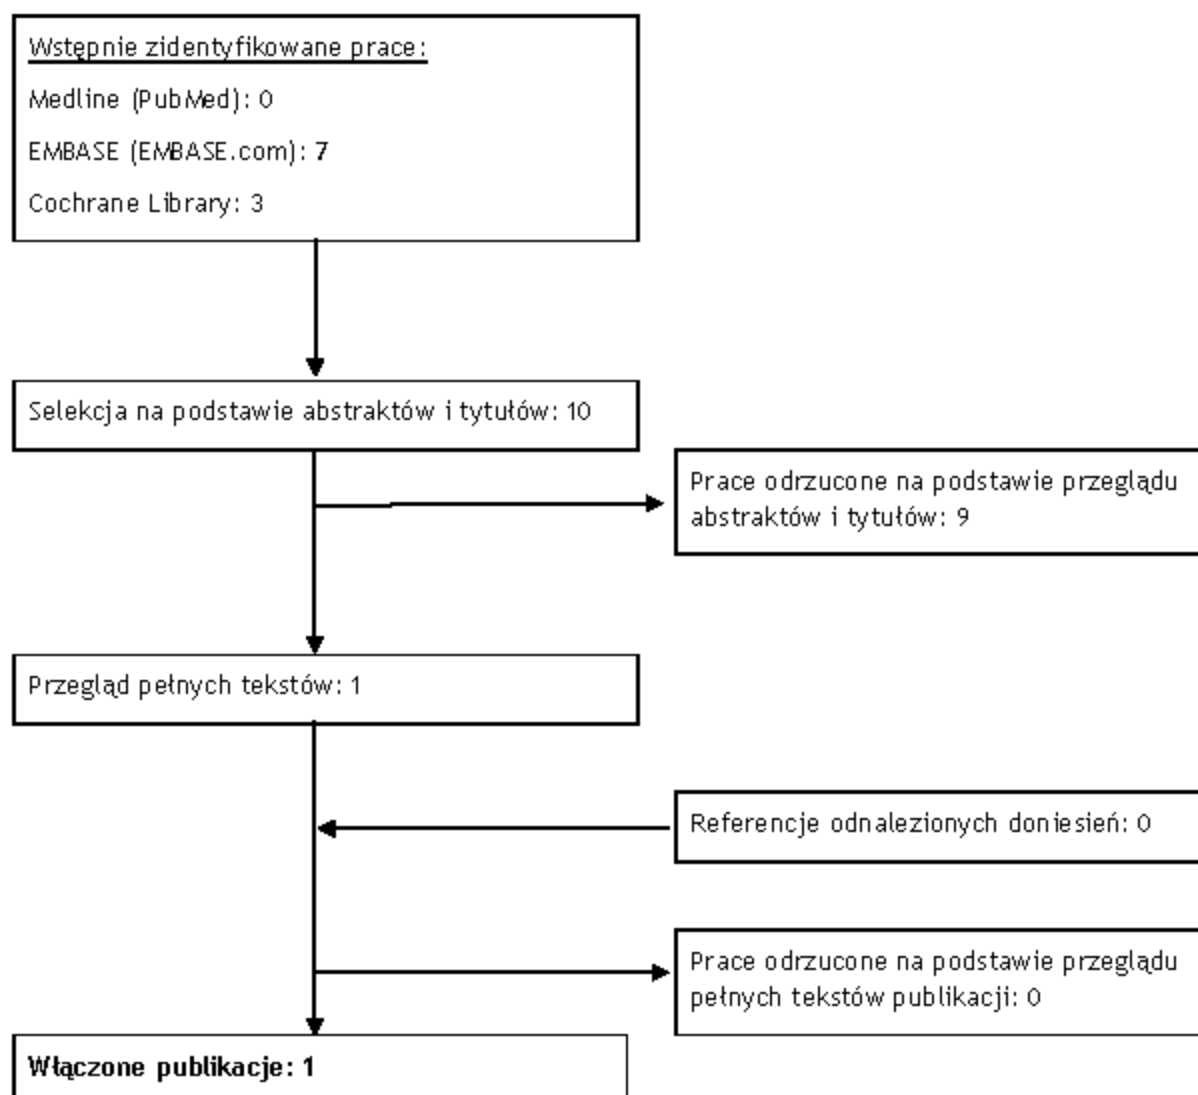 Wstępnie zidentyfikowane prace:
Medline (PubMed): 0
EMBASE (EMBASE.com): 7
Cochrane Library: 3
Selekcja na podstawie abstraktów i tytułów: 10
Prace odrzucone na podstawie przeglądu
abstraktów i tytułów: 9
Przegląd pełnych tekstów: 1
Referencje odnalezionych doniesień: 0
Prace odrzucone na podstawie przeglądu
pełnych tekstów publikacji: 0
Włączone publikacje: 1